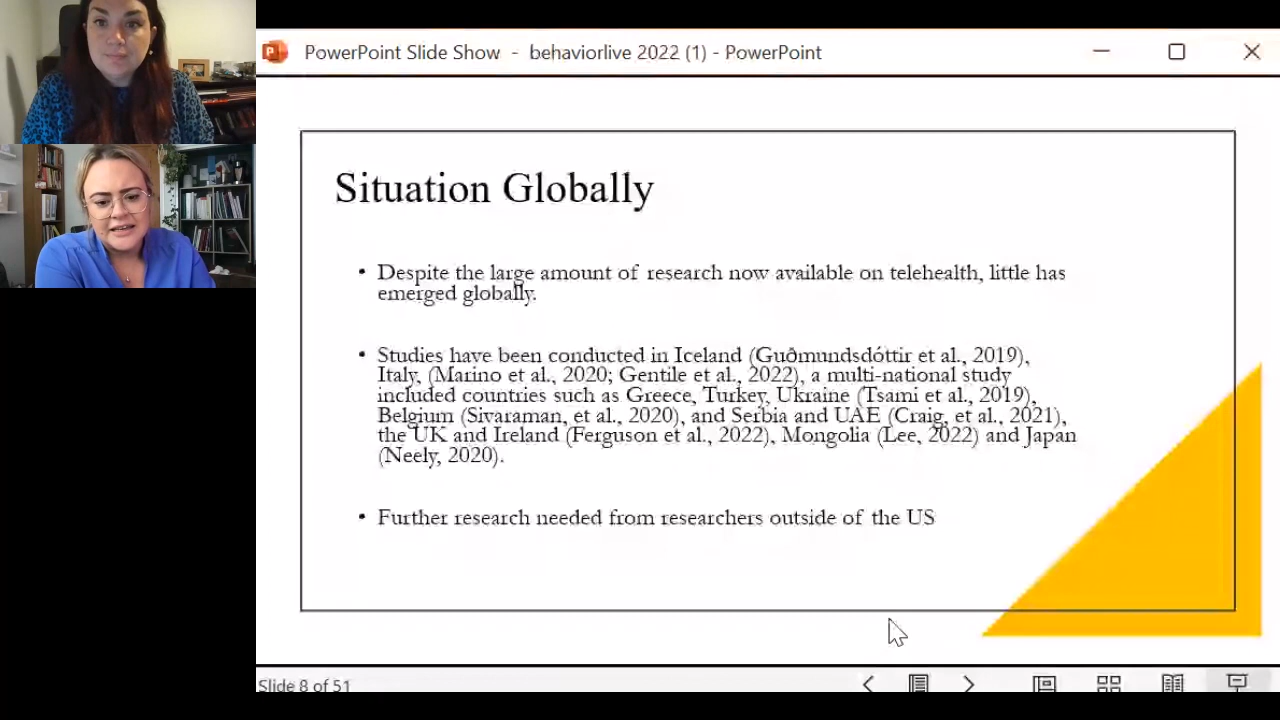 PowerPoint Slide Show - behaviorlive 2022 (1) - PowerPoint
Situation Globally
• Despite the large amount of research now available on telehealth, little has
emerged globally.
• Studies have been conducted in Iceland (Guðmundsdóttir et al., 2019),
Italy, (Marino et al., 2020; Gentile et al., 2022), a multi-national study
included countries such as Greece, Turkey, Ukraine (Tsami et al., 2019),
Belgium (Sivaraman, et al., 2020), and Serbia and UAE (Craig, et al., 2021),
the UK and Ireland (Ferguson et al., 2022), Mongolia (Lee, 2022) and Japan
(Neely, 2020).
• Further research needed from researchers outside of the US
Slide 8 of 51